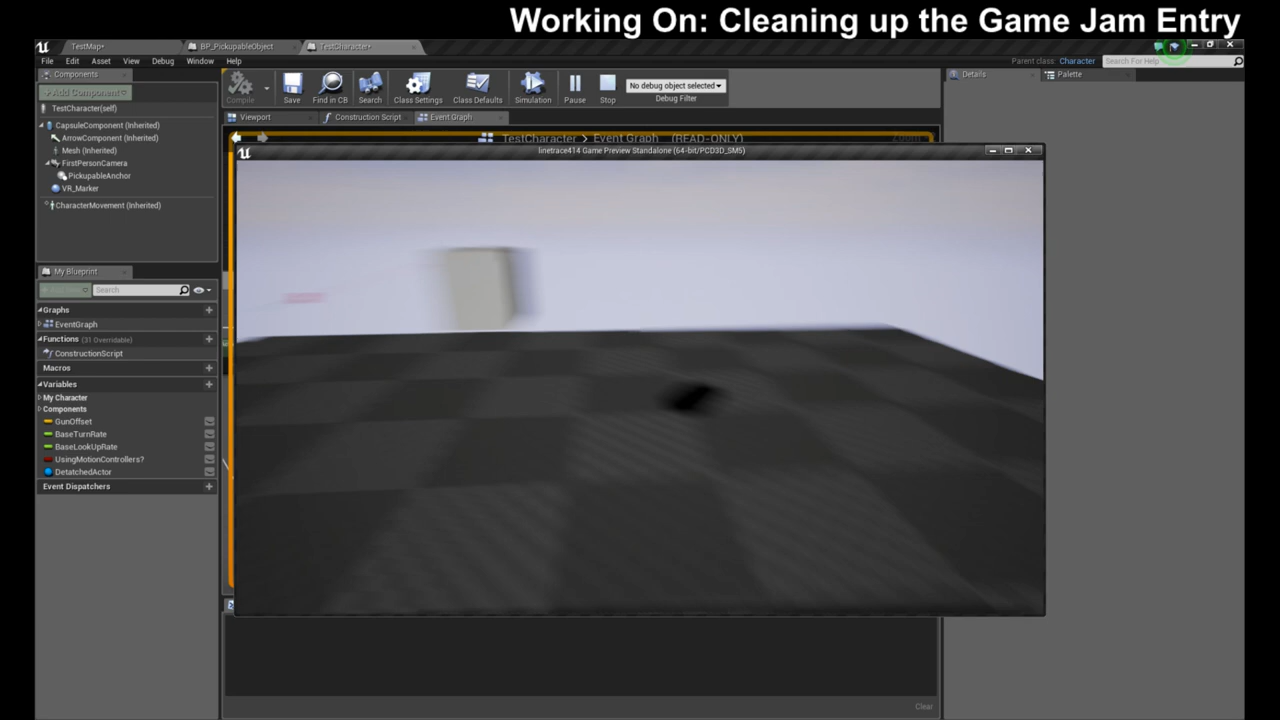 Working On: Cleaning up the Game Jam Entry
TestMap•
BP_PickupableObject
TestCharacter•
File Edit Asset View Debug Window Help
Parent class: Character
Search For Help
Components
+ Add Component
TestCharacter(self)
CapsuleComponent (Inherited)
ArrowComponent (Inherited)
Mesh (Inherited)
FirstPersonCamera
PickupableAnchor
VR_Marker
CharacterMovement (Inherited)
My Blueprint
Search
Graphs
EventGraph
Functions (31 Overridable)
ConstructionScript
Macros
Variables
My Character
Components
GunOffset
BaseTurnRate
BaseLookUpRate
UsingMotionControllers?
DetatchedActor
Event Dispatchers
Compile
Save
Find in CB
Search
Class Settings
Class Defaults
Simulation
Pause
Stop
No debug object selected
Debug Filter
Viewport
Construction Script
Event Graph
TestCharacter > Event Graph (READ-ONLY)
linetrace414 Game Preview Standalone (64-bit/PCD3D_SM5)
Clear
Details
Palette